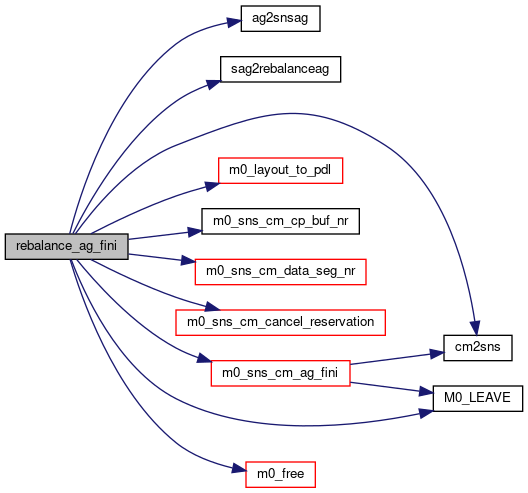 ag2snsag
sag2rebalanceag
m0_layout_to_pdl
m0_sns_cm_cp_buf_nr
rebalance_ag_fini
m0_sns_cm_data_seg_nr
m0_sns_cm_cancel_reservation
cm2sns
m0_sns_cm_ag_fini
M0_LEAVE
m0_free